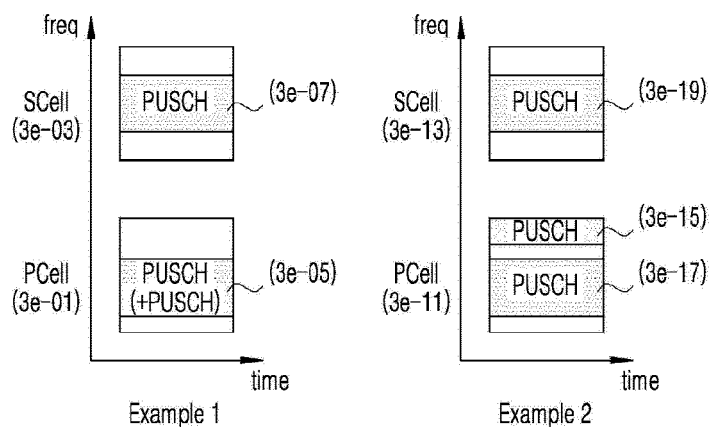 freq
SCell
(3e-03)
PUSCH
(3e-07)
PCell
(3e-01)
PUSCH
(+PUSCH)
(3e-05)
time
Example 1
freq
SCell
(3e-13)
PUSCH
(3e-19)
PUSCH
(3e-15)
PCell
(3e-11)
PUSCH
(3e-17)
time
Example 2